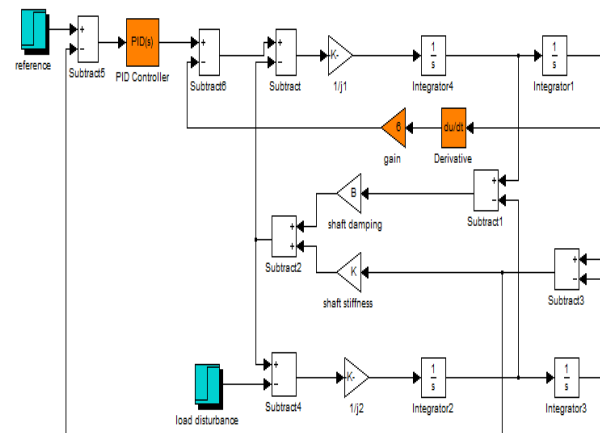 +
−
reference
Subtract5
PID(s)
PID Controller
+
−
Subtract6
+
−
Subtract
K-
1/j1
1
s
Integrator4
1
s
Integrator1
6
gain
du/dt
Derivative
B
shaft damping
+
−
Subtract1
+
+
Subtract2
K
shaft stiffness
+
−
Subtract3
load disturbance
+
−
Subtract4
K-
1/j2
1
s
Integrator2
1
s
Integrator3